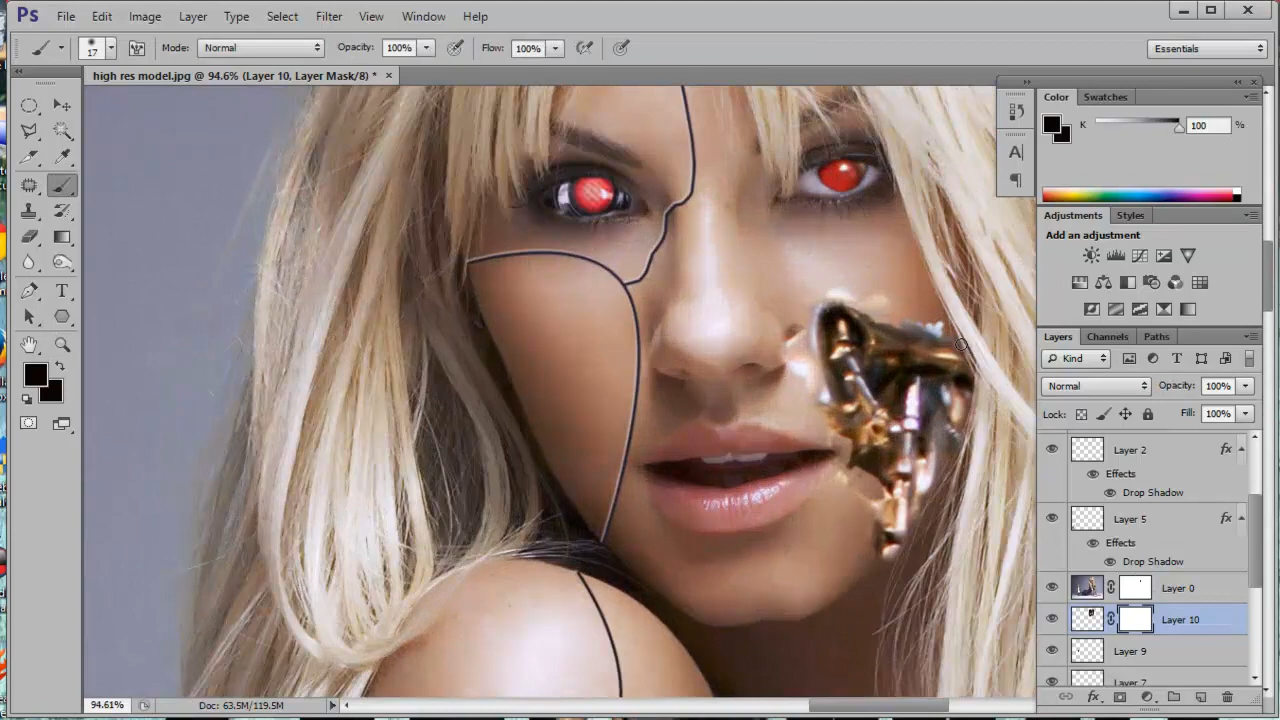 Ps File Edit Image Layer Type Select Filter View Window Help
17 Mode: Normal Opacity: 100% Flow: 100% Essentials
high res model.jpg @ 94.6% (Layer 10, Layer Mask/8) * ×
Color Swatches
K 100 %
Adjustments Styles
Add an adjustment
Layers Channels Paths
Kind
Normal Opacity: 100%
Lock: Fill: 100%
Layer 2 fx
Effects
Drop Shadow
Layer 5 fx
Effects
Drop Shadow
Layer 0
Layer 10
Layer 9
Layer 7
94.61% Doc: 63.5M/119.5M